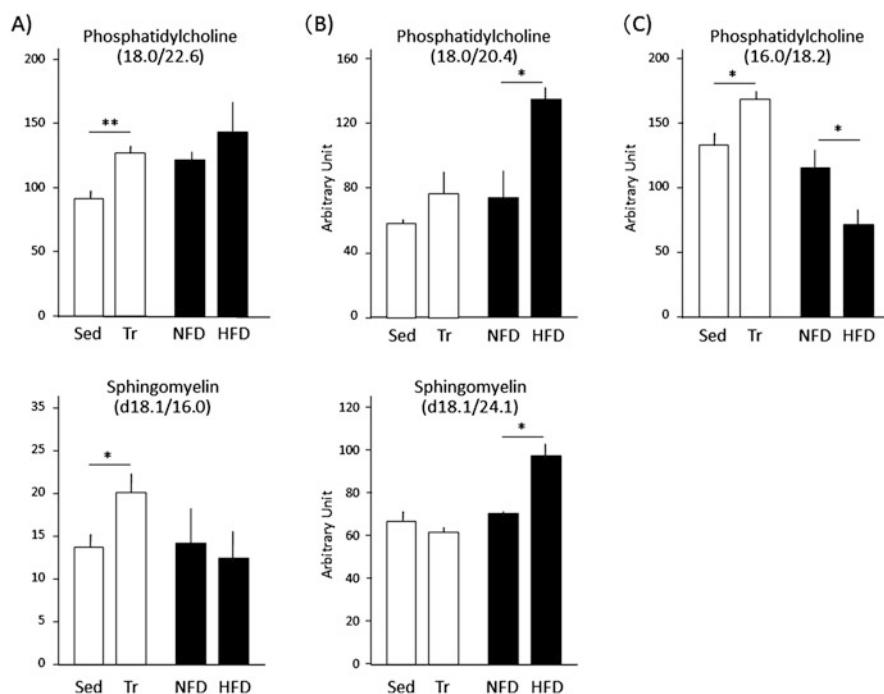 A)
Phosphatidylcholine
(18.0/22.6)
200
150
100
50
0
**
Sed
Tr
NFD
HFD
(B)
Phosphatidylcholine
(18.0/20.4)
Arbitrary Unit
160
120
80
40
0
*
Sed
Tr
NFD
HFD
(C)
Phosphatidylcholine
(16.0/18.2)
Arbitrary Unit
200
150
100
50
0
*
*
Sed
Tr
NFD
HFD
Sphingomyelin
(d18.1/16.0)
35
25
20
15
10
5
0
*
Sed
Tr
NFD
HFD
Sphingomyelin
(d18.1/24.1)
Arbitrary Unit
120
100
80
60
40
20
0
*
Sed
Tr
NFD
HFD